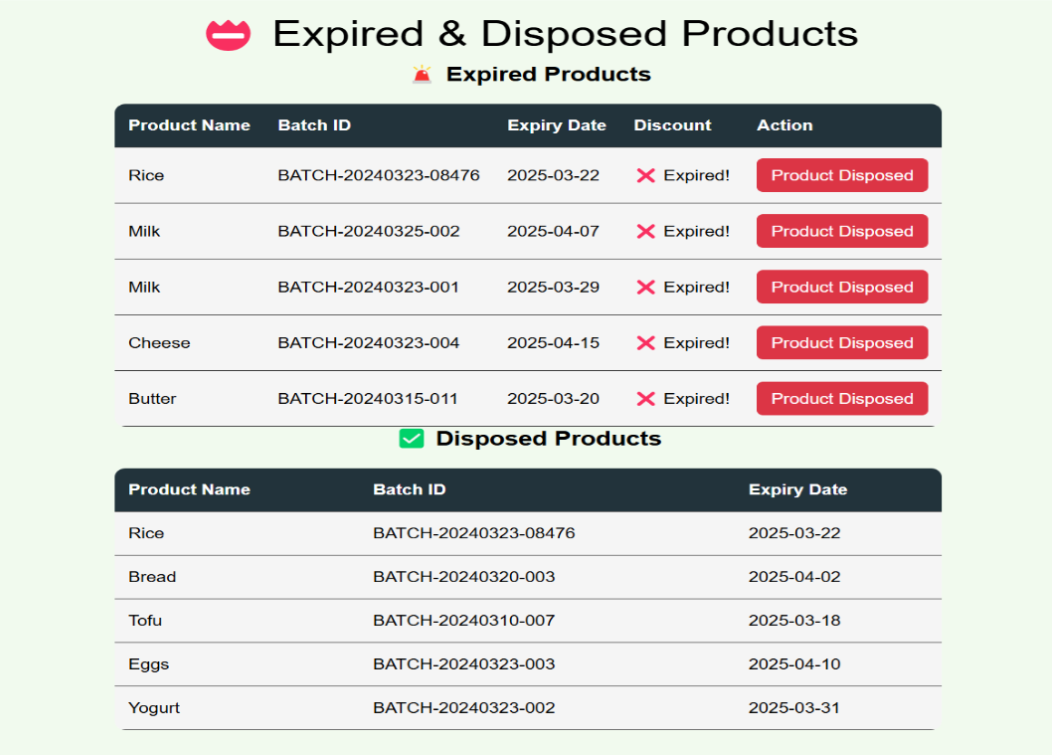 Expired & Disposed Products
Expired Products
Product Name Batch ID Expiry Date Discount Action
Rice BATCH-20240323-08476 2025-03-22 Expired! Product Disposed
Milk BATCH-20240325-002 2025-04-07 Expired! Product Disposed
Milk BATCH-20240323-001 2025-03-29 Expired! Product Disposed
Cheese BATCH-20240323-004 2025-04-15 Expired! Product Disposed
Butter BATCH-20240315-011 2025-03-20 Expired! Product Disposed
Disposed Products
Product Name Batch ID Expiry Date
Rice BATCH-20240323-08476 2025-03-22
Bread BATCH-20240320-003 2025-04-02
Tofu BATCH-20240310-007 2025-03-18
Eggs BATCH-20240323-003 2025-04-10
Yogurt BATCH-20240323-002 2025-03-31